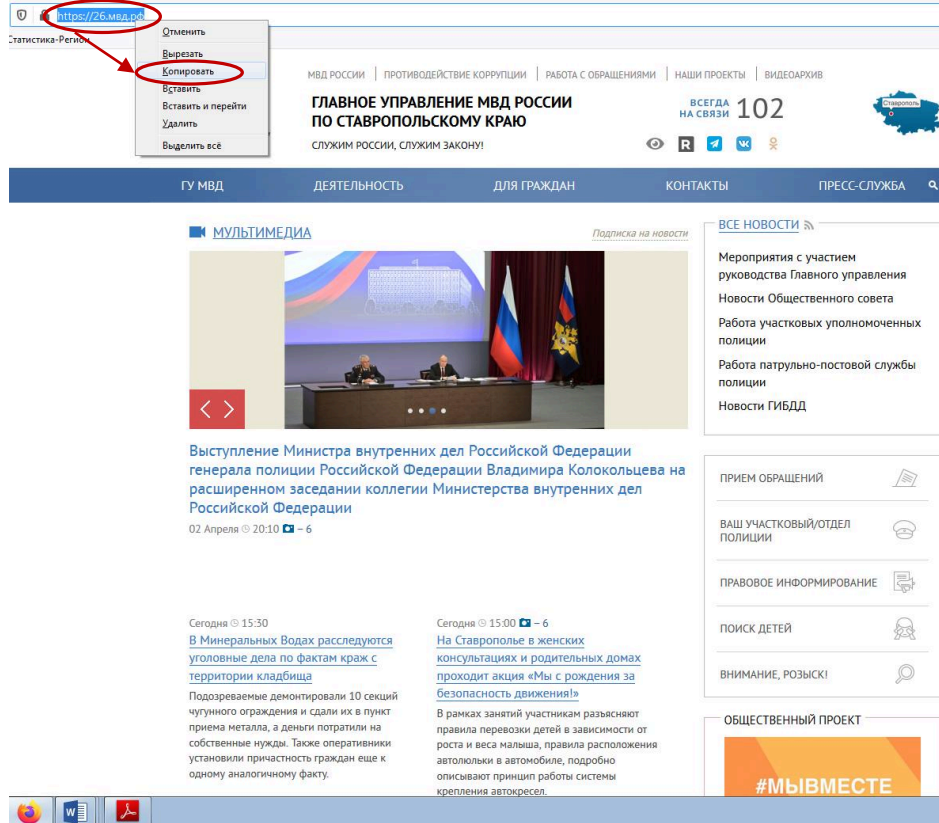 https://26.мвд.рф
Статистика-Регион
Отменить
Вырезать
Копировать
Вставить
Вставить и перейти
Удалить
Выделить всё
МВД РОССИИ | ПРОТИВОДЕЙСТВИЕ КОРРУПЦИИ | РАБОТА С ОБРАЩЕНИЯМИ | НАШИ ПРОЕКТЫ | ВИДЕОАРХИВ
ГЛАВНОЕ УПРАВЛЕНИЕ МВД РОССИИ
ПО СТАВРОПОЛЬСКОМУ КРАЮ
СЛУЖИМ РОССИИ, СЛУЖИМ ЗАКОНУ!
ВСЕГДА
НА СВЯЗИ 102
Ставрополь
ГУ МВД ДЕЯТЕЛЬНОСТЬ ДЛЯ ГРАЖДАН КОНТАКТЫ ПРЕСС-СЛУЖБА
МУЛЬТИМЕДИА
Подписка на новости
Выступление Министра внутренних дел Российской Федерации
генерала полиции Российской Федерации Владимира Колокольцева на
расширенном заседании коллегии Министерства внутренних дел
Российской Федерации
02 Апреля 20:10 – 6
Сегодня 15:30
В Минеральных Водах расследуются
уголовные дела по фактам краж с
территории кладбища
Подозреваемые демонтировали 10 секций
чугунного ограждения и сдали их в пункт
приема металла, а деньги потратили на
собственные нужды. Также оперативники
установили причастность граждан еще к
одному аналогичному факту.
Сегодня 15:00 – 6
На Ставрополье в женских
консультациях и родительных домах
проходит акция «Мы с рождения за
безопасность движения!»
В рамках занятий участникам разъясняют
правила перевозки детей в зависимости от
роста и веса малыша, правила расположения
автолюльки в автомобиле, подробно
описывают принцип работы системы
крепления автокресел.
ВСЕ НОВОСТИ
Мероприятия с участием
руководства Главного управления
Новости Общественного совета
Работа участковых уполномоченных
полиции
Работа патрульно-постовой службы
полиции
Новости ГИБДД
ПРИЕМ ОБРАЩЕНИЙ
ВАШ УЧАСТКОВЫЙ/ОТДЕЛ
ПОЛИЦИИ
ПРАВОВОЕ ИНФОРМИРОВАНИЕ
ПОИСК ДЕТЕЙ
ВНИМАНИЕ, РОЗЫСК!
ОБЩЕСТВЕННЫЙ ПРОЕКТ
#МЫВМЕСТЕ